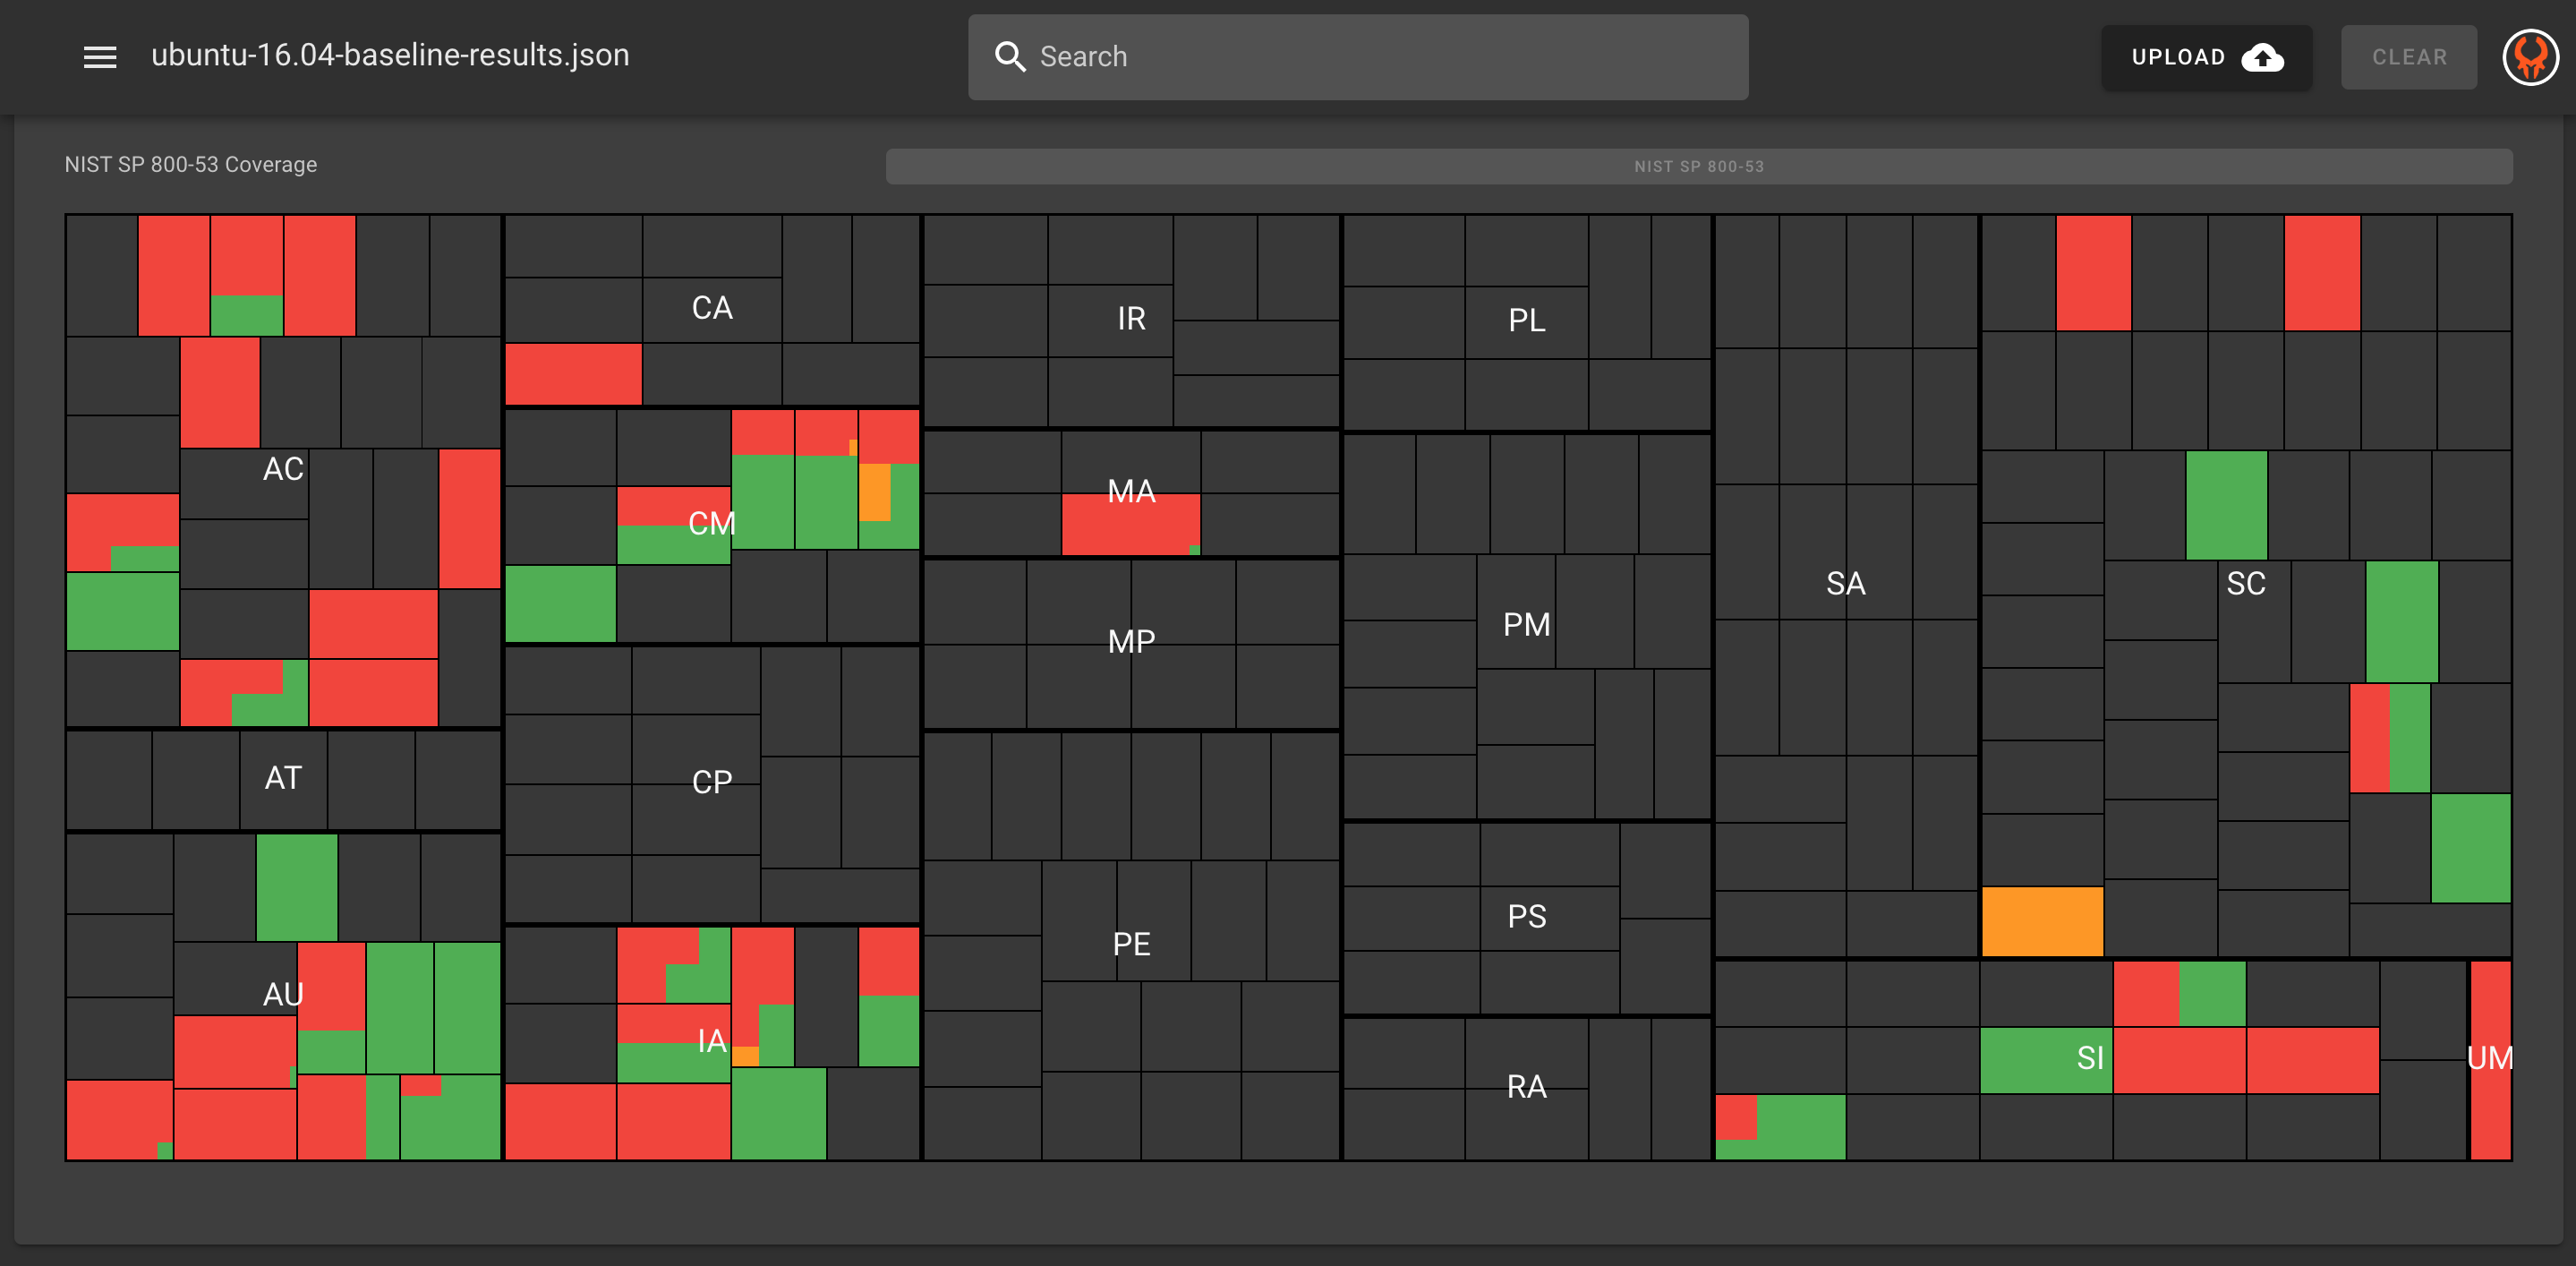 ubuntu-16.04-baseline-results.json
Search
UPLOAD
CLEAR
NIST SP 800-53 Coverage
NIST SP 800-53
CA
IR
PL
AC
MA
CM
SA
SC
PM
MP
AT
CP
PS
PE
AU
IA
SI
UM
RA